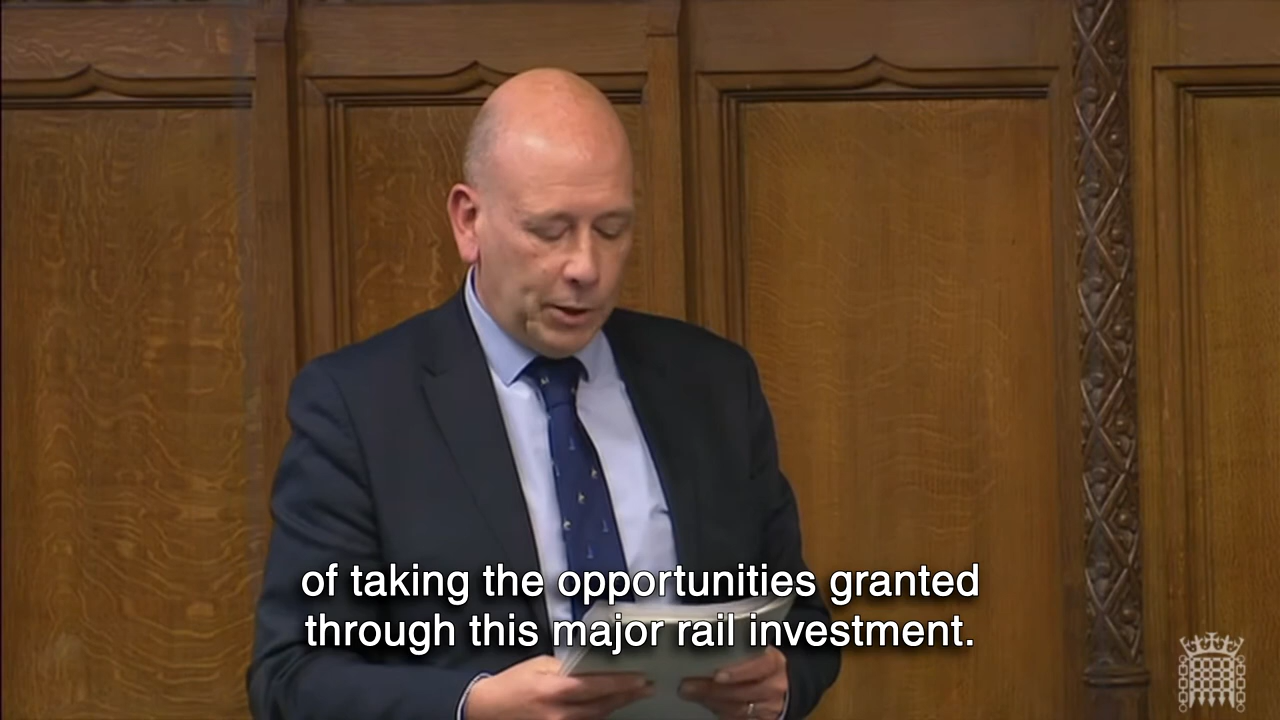 of taking the opportunities granted
through this major rail investment.